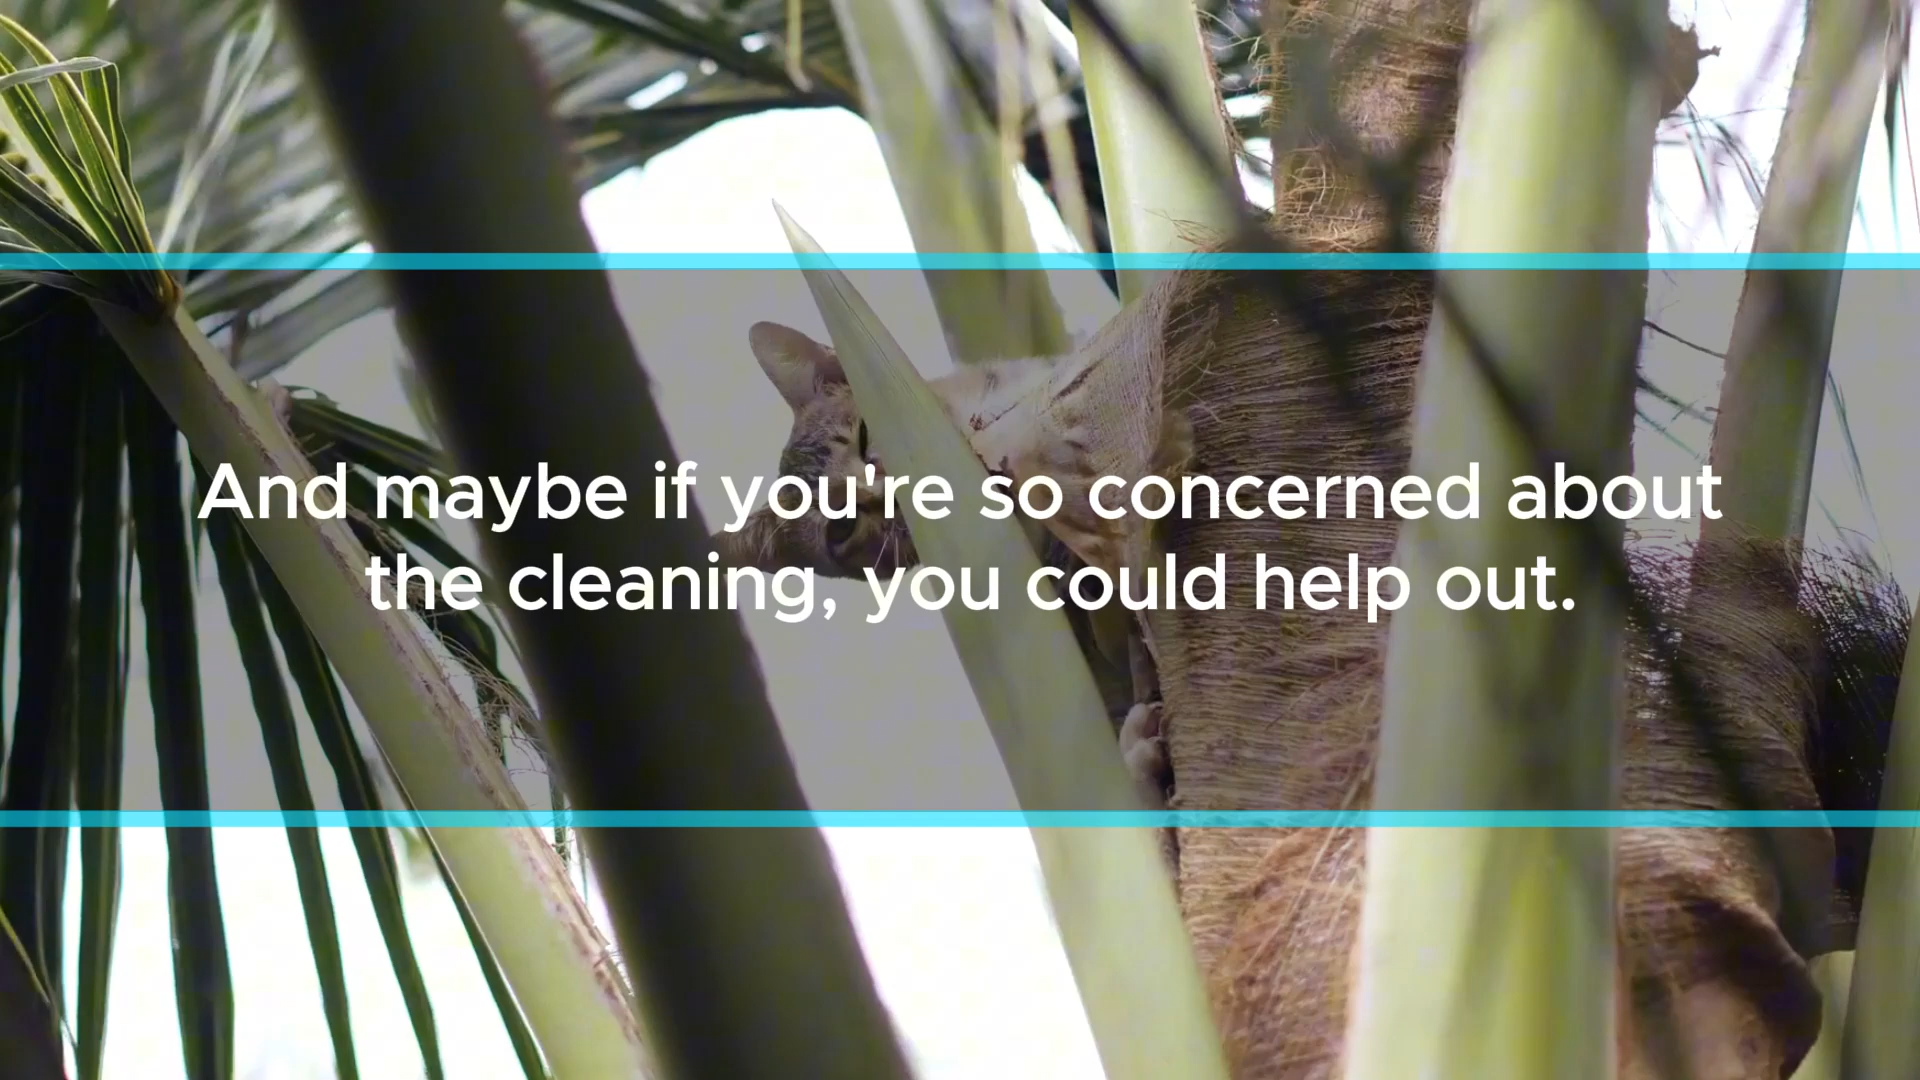 And maybe if you're so concerned about
the cleaning, you could help out.